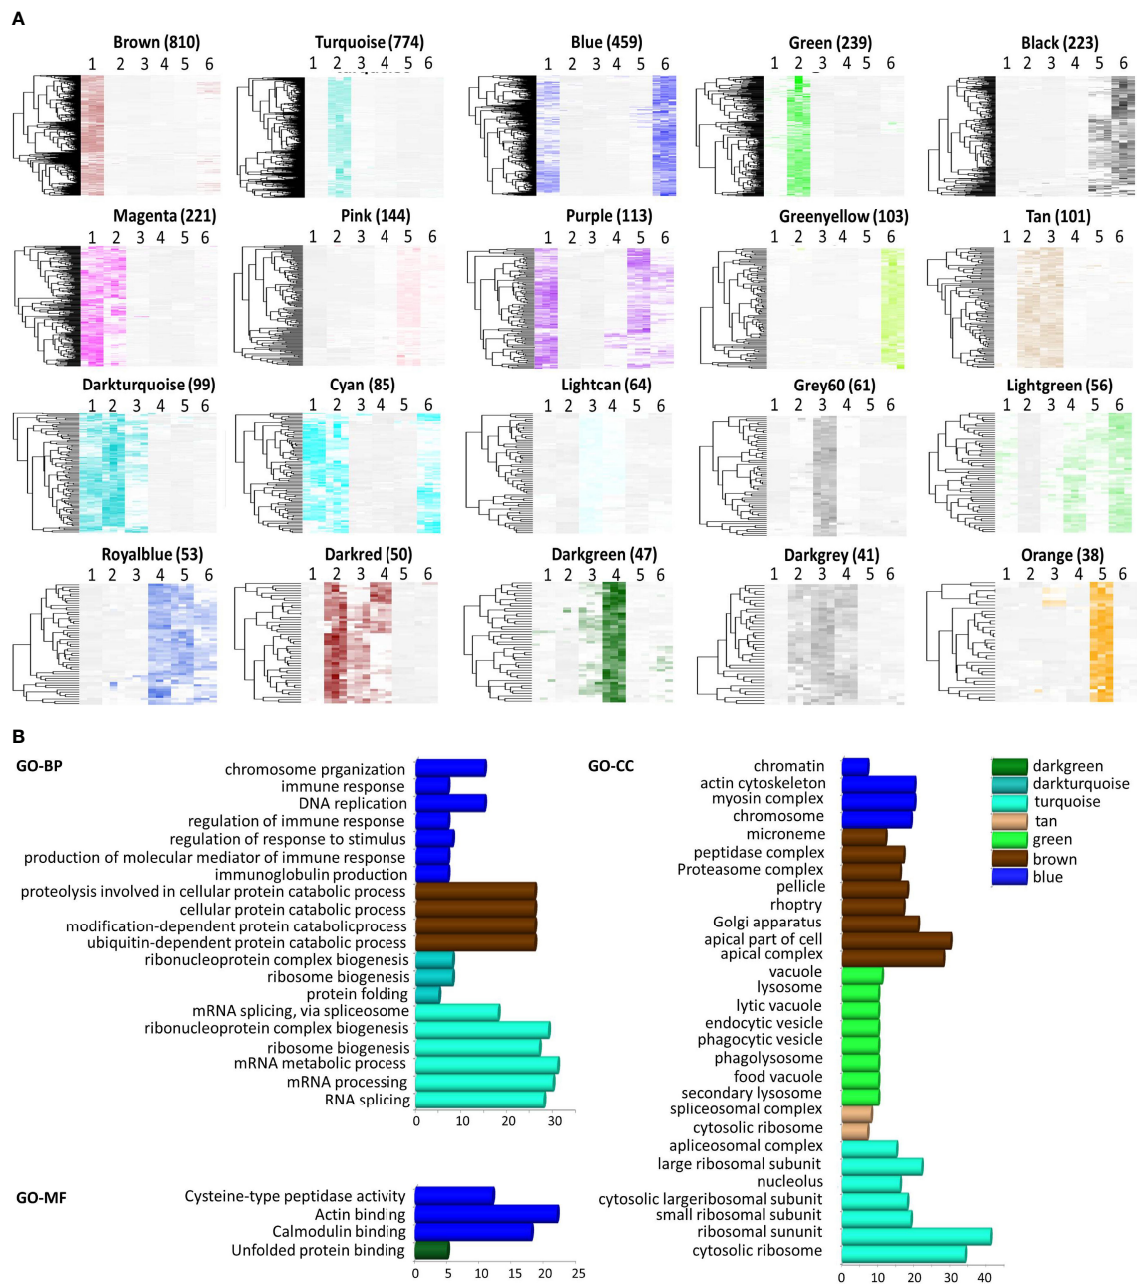 A
Brown (810) Turquoise (774) Blue (459) Green (239) Black (223)
1 2 3 4 5 6 1 2 3 4 5 6 1 2 3 4 5 6 1 2 3 4 5 6 1 2 3 4 5 6
Magenta (221) Pink (144) Purple (113) Greenyellow (103) Tan (101)
1 2 3 4 5 6 1 2 3 4 5 6 1 2 3 4 5 6 1 2 3 4 5 6 1 2 3 4 5 6
Darkturquoise (99) Cyan (85) Lightcan (64) Grey60 (61) Lightgreen (56)
1 2 3 4 5 6 1 2 3 4 5 6 1 2 3 4 5 6 1 2 3 4 5 6 1 2 3 4 5 6
Royalblue (53) Darkred (50) Darkgreen (47) Darkgrey (41) Orange (38)
1 2 3 4 5 6 1 2 3 4 5 6 1 2 3 4 5 6 1 2 3 4 5 6 1 2 3 4 5 6
B
GO-BP
chromosome prganization
immune response
DNA replication
regulation of immune response
regulation of response to stimulus
production of molecular mediator of immune response
immunoglobulin production
proteolysis involved in cellular protein catabolic process
cellular protein catabolic process
modification-dependent protein catabolicprocess
ubiquitin-dependent protein catabolic process
ribonucleoprotein complex biogenesis
ribosome biogenesis
protein folding
mRNA splicing, via spliceosome
ribonucleoprotein complex biogenesis
ribosome biogenesis
mRNA metabolic process
mRNA processing
RNA splicing
0 10 20 30
GO-MF
Cysteine-type peptidase activity
Actin binding
Calmodulin binding
Unfolded protein binding
0 5 10 15 20 25
GO-CC
chromatin
actin cytoskeleton
myosin complex
chromosome
microneme
peptidase complex
Proteasome complex
pellicle
rhoptry
Golgi apparatus
apical part of cell
apical complex
vacuole
lysosome
lytic vacuole
endocytic vesicle
phagocytic vesicle
phagolysosome
food vacuole
secondary lysosome
spliceosomal complex
cytosolic ribosome
apliceosomal complex
large ribosomal subunit
nucleolus
cytosolic largeribosomal subunit
small ribosomal subunit
ribosomal sununit
cytosolic ribosome
0 10 20 30 40
darkgreen
darkturquoise
turquoise
tan
green
brown
blue